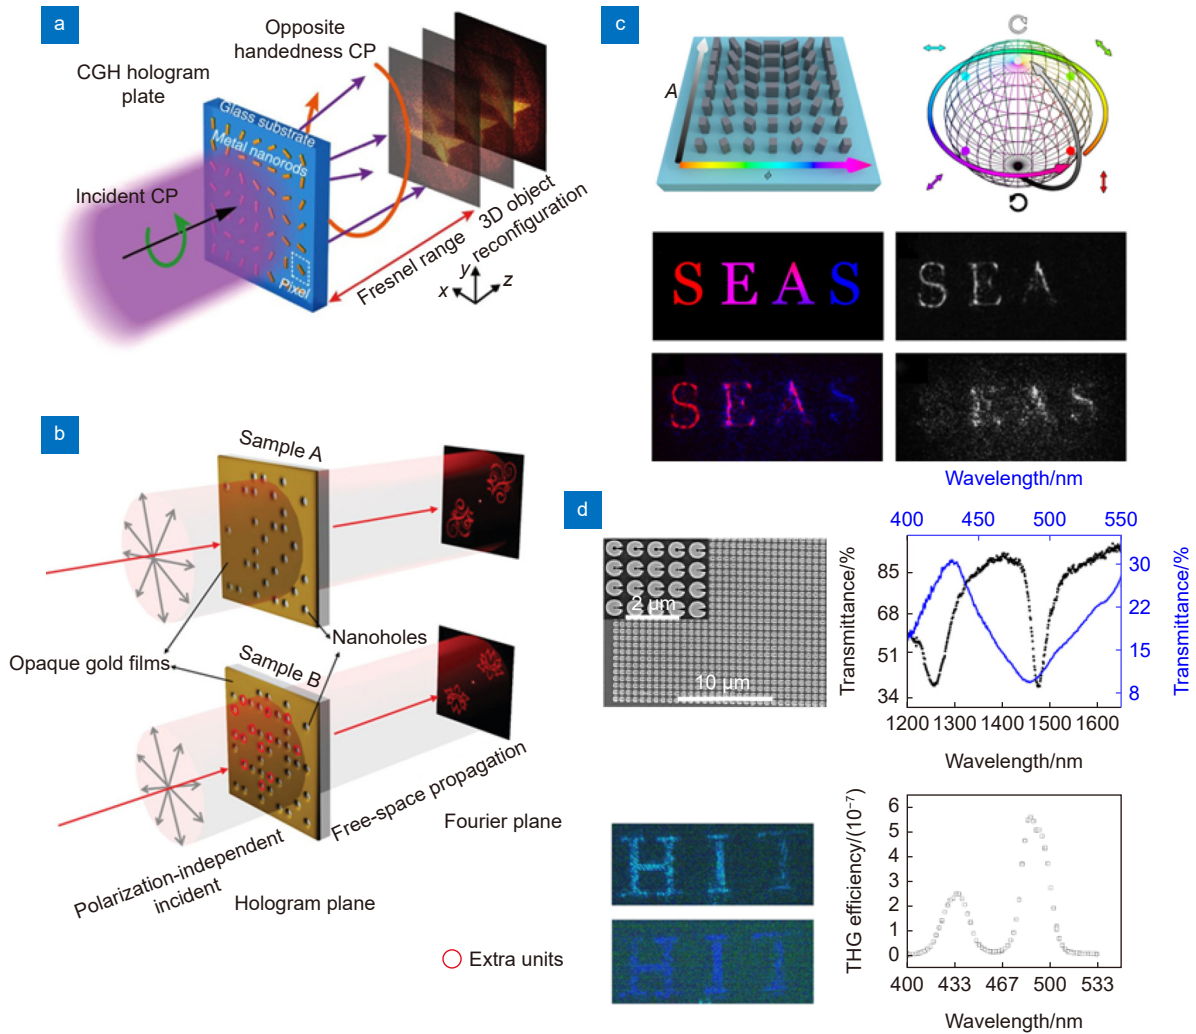 a
Opposite
handedness CP
CGH hologram
plate
Glass substrate
Metal nanorods
Incident CP
Pixel
Fresnel range
3D object
reconfiguration
y
x
z
b
Sample A
Nanoholes
Opaque gold films
Sample B
Free-space propagation
Fourier plane
Polarization-independent
incident
Hologram plane
Extra units
c
A
ϕ
SEAS
SEA
SEAS
EAS
d
2 μm
10 μm
Wavelength/nm
400 450 500 550
Transmittance/%
85
68
51
34
30
22
15
8
Transmittance/%
1200 1300 1400 1500 1600
Wavelength/nm
HIT
HIT
THG efficiency/(10⁻⁷)
6
5
4
3
2
1
0
400 433 467 500 533
Wavelength/nm